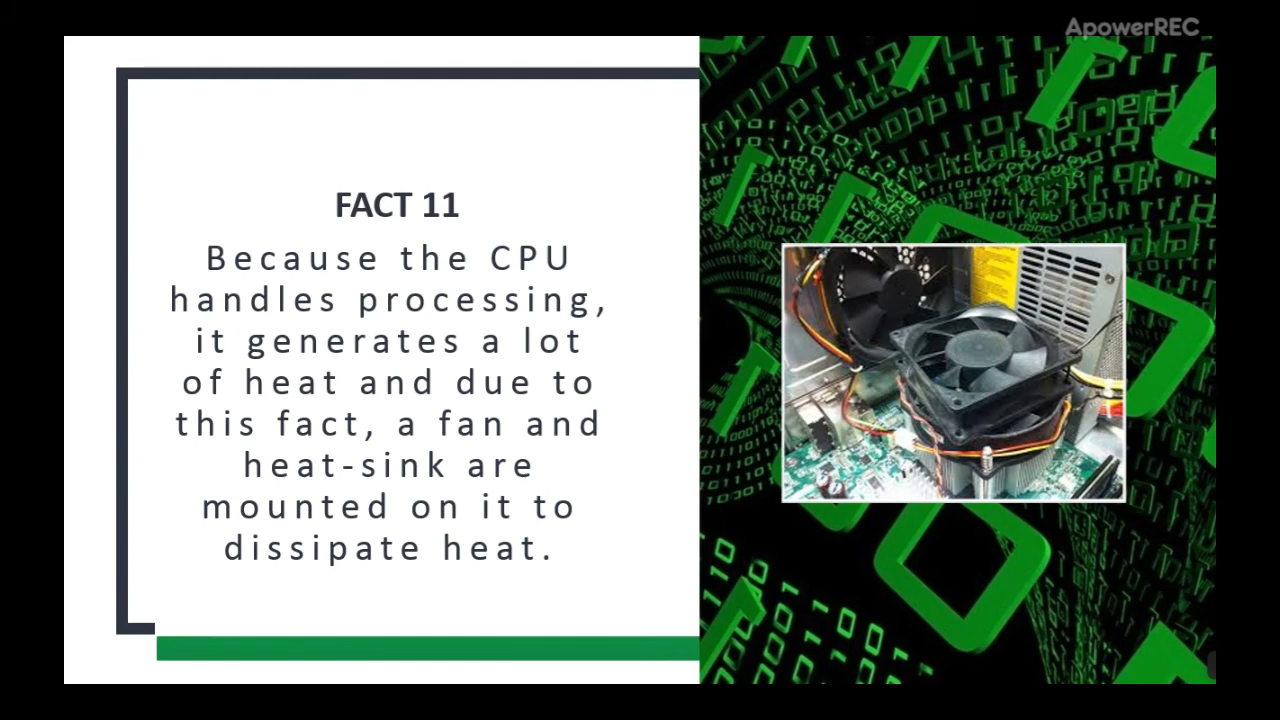 ApowerREC
FACT 11
Because the CPU
handles processing,
it generates a lot
of heat and due to
this fact, a fan and
heat-sink are
mounted on it to
dissipate heat.